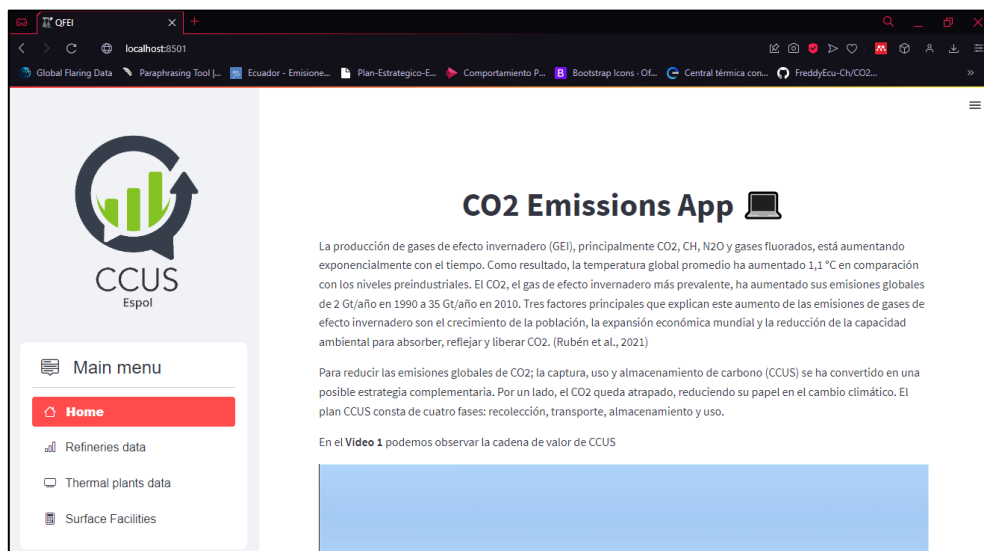 QFEI
localhost:8501
Global Flaring Data Paraphrasing Tool |... Ecuador - Emisione... Plan-Estrategico-E... Comportamiento P... Bootstrap Icons · Of... Central térmica con... FreddyEcu-Ch/CO2...
CCUS
Espol
Main menu
Home
Refineries data
Thermal plants data
Surface Facilities
CO2 Emissions App
La producción de gases de efecto invernadero (GEI), principalmente CO2, CH, N2O y gases fluorados, está aumentando
exponencialmente con el tiempo. Como resultado, la temperatura global promedio ha aumentado 1,1 °C en comparación
con los niveles preindustriales. El CO2, el gas de efecto invernadero más prevalente, ha aumentado sus emisiones globales
de 2 Gt/año en 1990 a 35 Gt/año en 2010. Tres factores principales que explican este aumento de las emisiones de gases de
efecto invernadero son el crecimiento de la población, la expansión económica mundial y la reducción de la capacidad
ambiental para absorber, reflejar y liberar CO2. (Rubén et al., 2021)
Para reducir las emisiones globales de CO2; la captura, uso y almacenamiento de carbono (CCUS) se ha convertido en una
posible estrategia complementaria. Por un lado, el CO2 queda atrapado, reduciendo su papel en el cambio climático. El
plan CCUS consta de cuatro fases: recolección, transporte, almacenamiento y uso.
En el Video 1 podemos observar la cadena de valor de CCUS